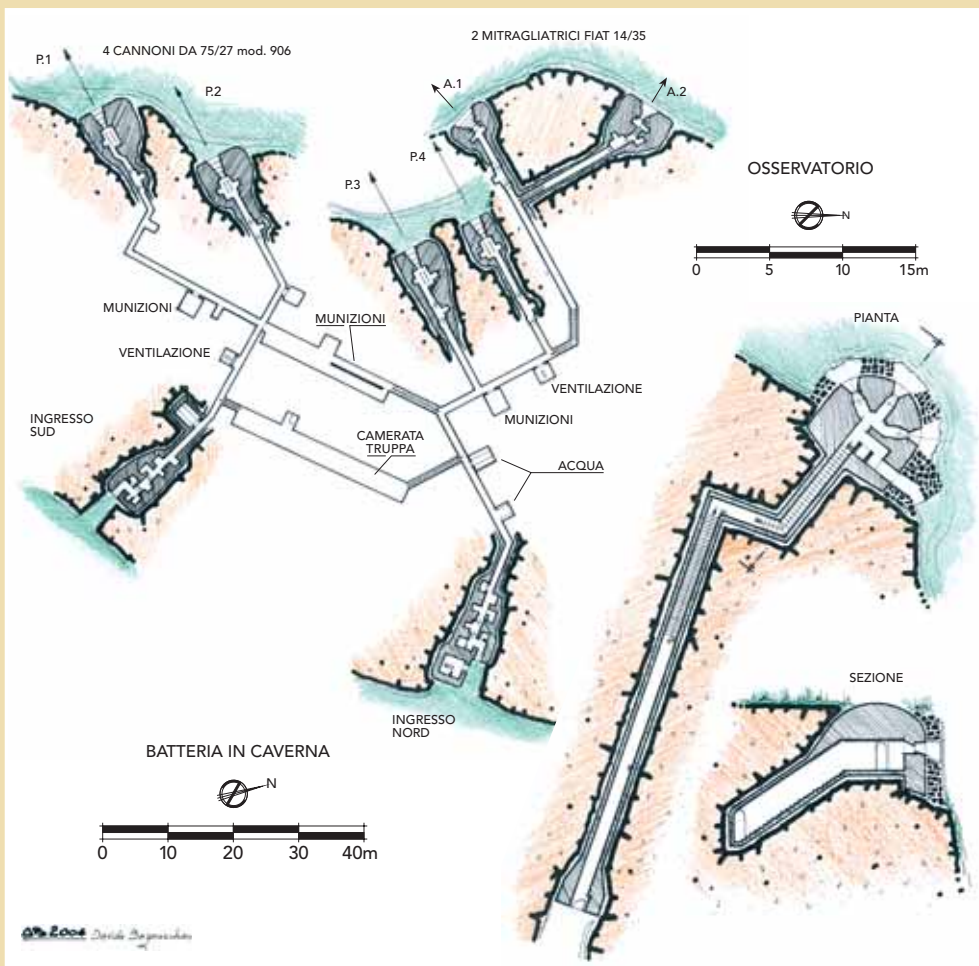 4 CANNONI DA 75/27 mod. 906
2 MITRAGLIATRICI FIAT 14/35
P.1
P.2
A.1
A.2
P.4
P.3
OSSERVATORIO
N
0 5 10 15m
MUNIZIONI
MUNIZIONI
VENTILAZIONE
PIANTA
VENTILAZIONE
MUNIZIONI
INGRESSO
SUD
CAMERATA
TRUPPA
ACQUA
SEZIONE
INGRESSO
NORD
BATTERIA IN CAVERNA
N
0 10 20 30 40m
2004 Davide